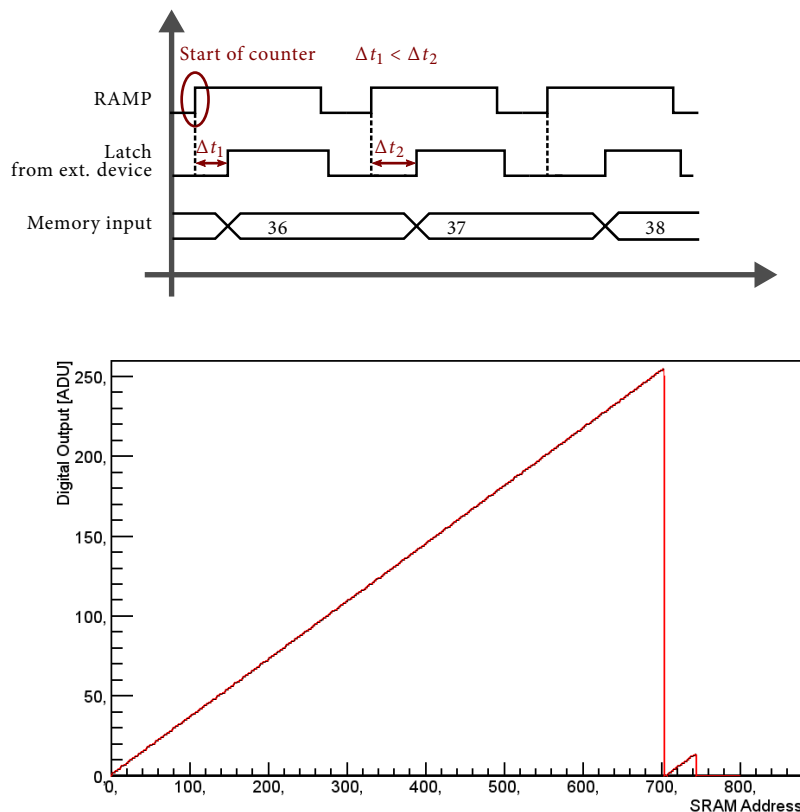 Start of counter Δt₁ < Δt₂
RAMP
Latch
from ext. device
Δt₁ Δt₂
Memory input 36 37 38
Digital Output [ADU]
250,
200,
150,
100,
50,
0,
0, 100, 200, 300, 400, 500, 600, 700, 800,
SRAM Address